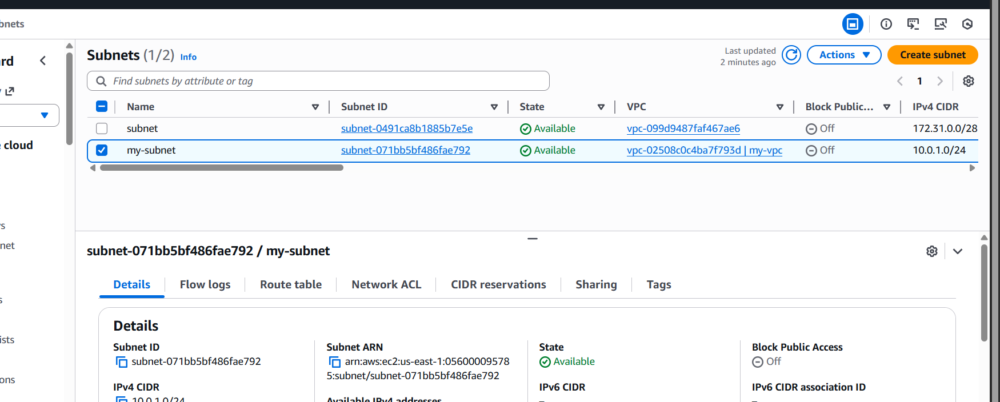 bnets
rd
Subnets (1/2) Info
Last updated
2 minutes ago
Actions
Create subnet
Find subnets by attribute or tag
1
Name Subnet ID State VPC Block Public... IPv4 CIDR
subnet subnet-0491ca8b1885b7e5e Available vpc-099d9487faf467ae6 Off 172.31.0.0/28
cloud
my-subnet subnet-071bb5bf486fae792 Available vpc-02508c0c4ba7f793d | my-vpc Off 10.0.1.0/24
net
ists
ons
subnet-071bb5bf486fae792 / my-subnet
Details Flow logs Route table Network ACL CIDR reservations Sharing Tags
Details
Subnet ID
subnet-071bb5bf486fae792
Subnet ARN
arn:aws:ec2:us-east-1:05600009578
5:subnet/subnet-071bb5bf486fae792
State
Available
Block Public Access
Off
IPv4 CIDR
10.0.1.0/24
Available IPv4 addresses
IPv6 CIDR
IPv6 CIDR association ID